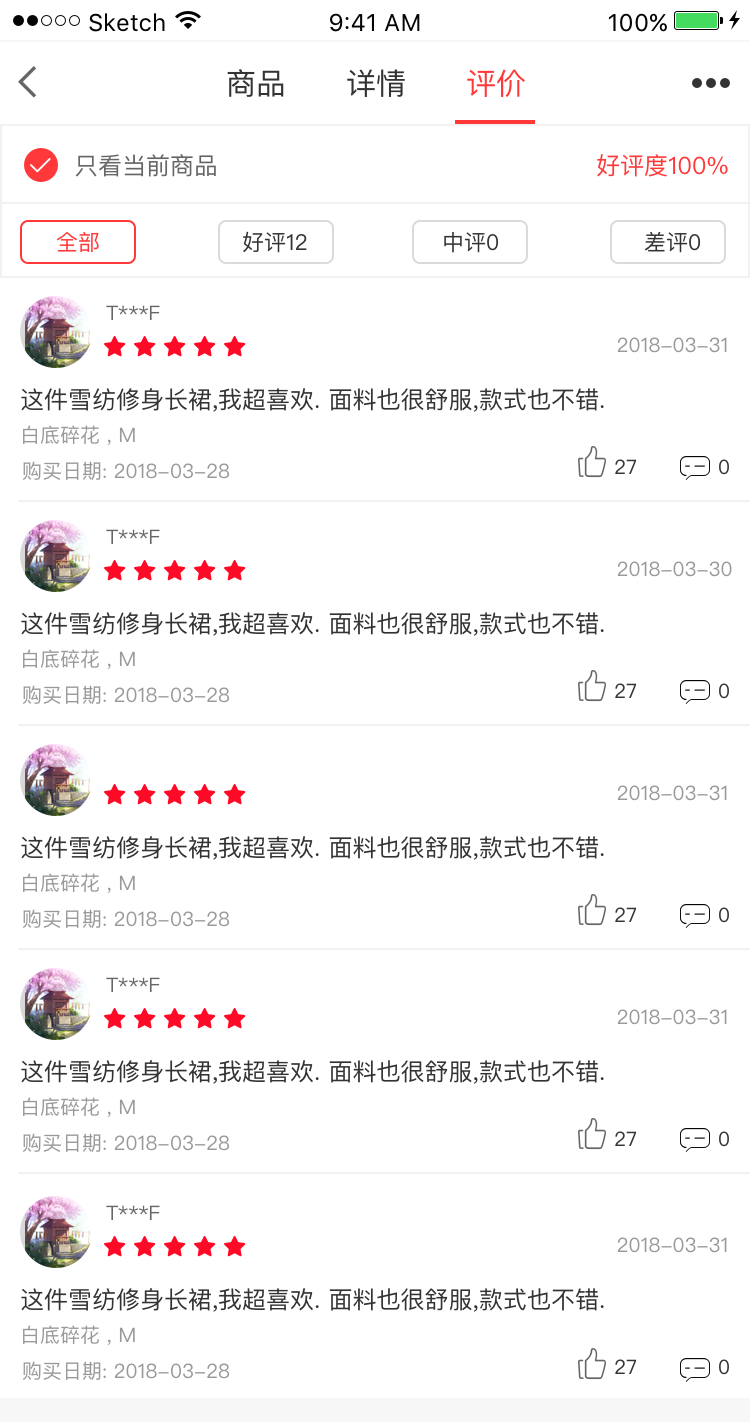 Sketch 9:41 AM 100%
商品 详情 评价
只看当前商品 好评度100%
全部 好评12 中评0 差评0
T***F
2018-03-31
这件雪纺修身长裙,我超喜欢. 面料也很舒服,款式也不错.
白底碎花 , M
购买日期: 2018-03-28 27 0
T***F
2018-03-30
这件雪纺修身长裙,我超喜欢. 面料也很舒服,款式也不错.
白底碎花 , M
购买日期: 2018-03-28 27 0
2018-03-31
这件雪纺修身长裙,我超喜欢. 面料也很舒服,款式也不错.
白底碎花 , M
购买日期: 2018-03-28 27 0
T***F
2018-03-31
这件雪纺修身长裙,我超喜欢. 面料也很舒服,款式也不错.
白底碎花 , M
购买日期: 2018-03-28 27 0
T***F
2018-03-31
这件雪纺修身长裙,我超喜欢. 面料也很舒服,款式也不错.
白底碎花 , M
购买日期: 2018-03-28 27 0